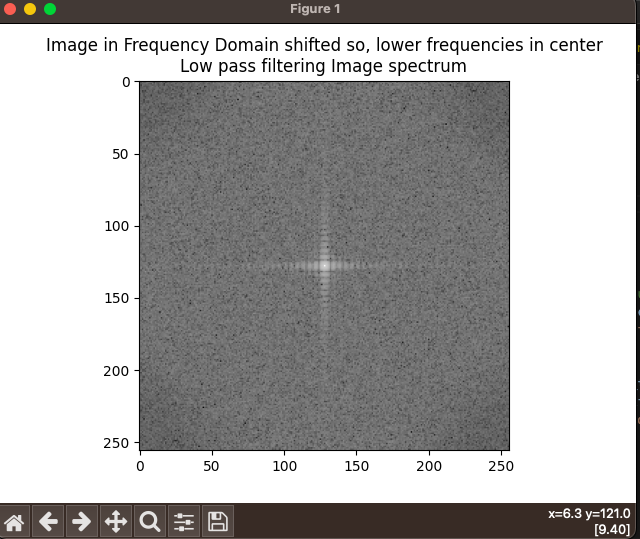 Figure 1
Image in Frequency Domain shifted so, lower frequencies in center
Low pass filtering Image spectrum
0
50
100
150
200
250
0 50 100 150 200 250
x=6.3 y=121.0
[9.40]